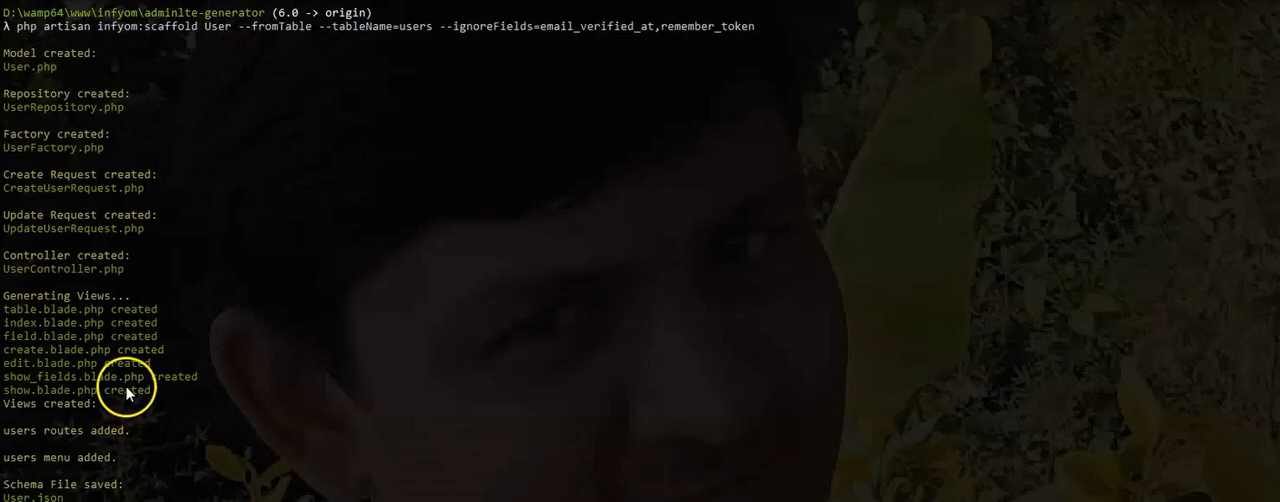 D:\wamp64\www\infyom\adminlte-generator (6.0 -> origin)
λ php artisan infyom:scaffold User --fromTable --tableName=users --ignoreFields=email_verified_at,remember_token
Model created:
User.php
Repository created:
UserRepository.php
Factory created:
UserFactory.php
Create Request created:
CreateUserRequest.php
Update Request created:
UpdateUserRequest.php
Controller created:
UserController.php
Generating Views...
table.blade.php created
index.blade.php created
field.blade.php created
create.blade.php created
edit.blade.php created
show_fields.blade.php created
show.blade.php created
Views created:
users routes added.
users menu added.
Schema File saved:
User.json